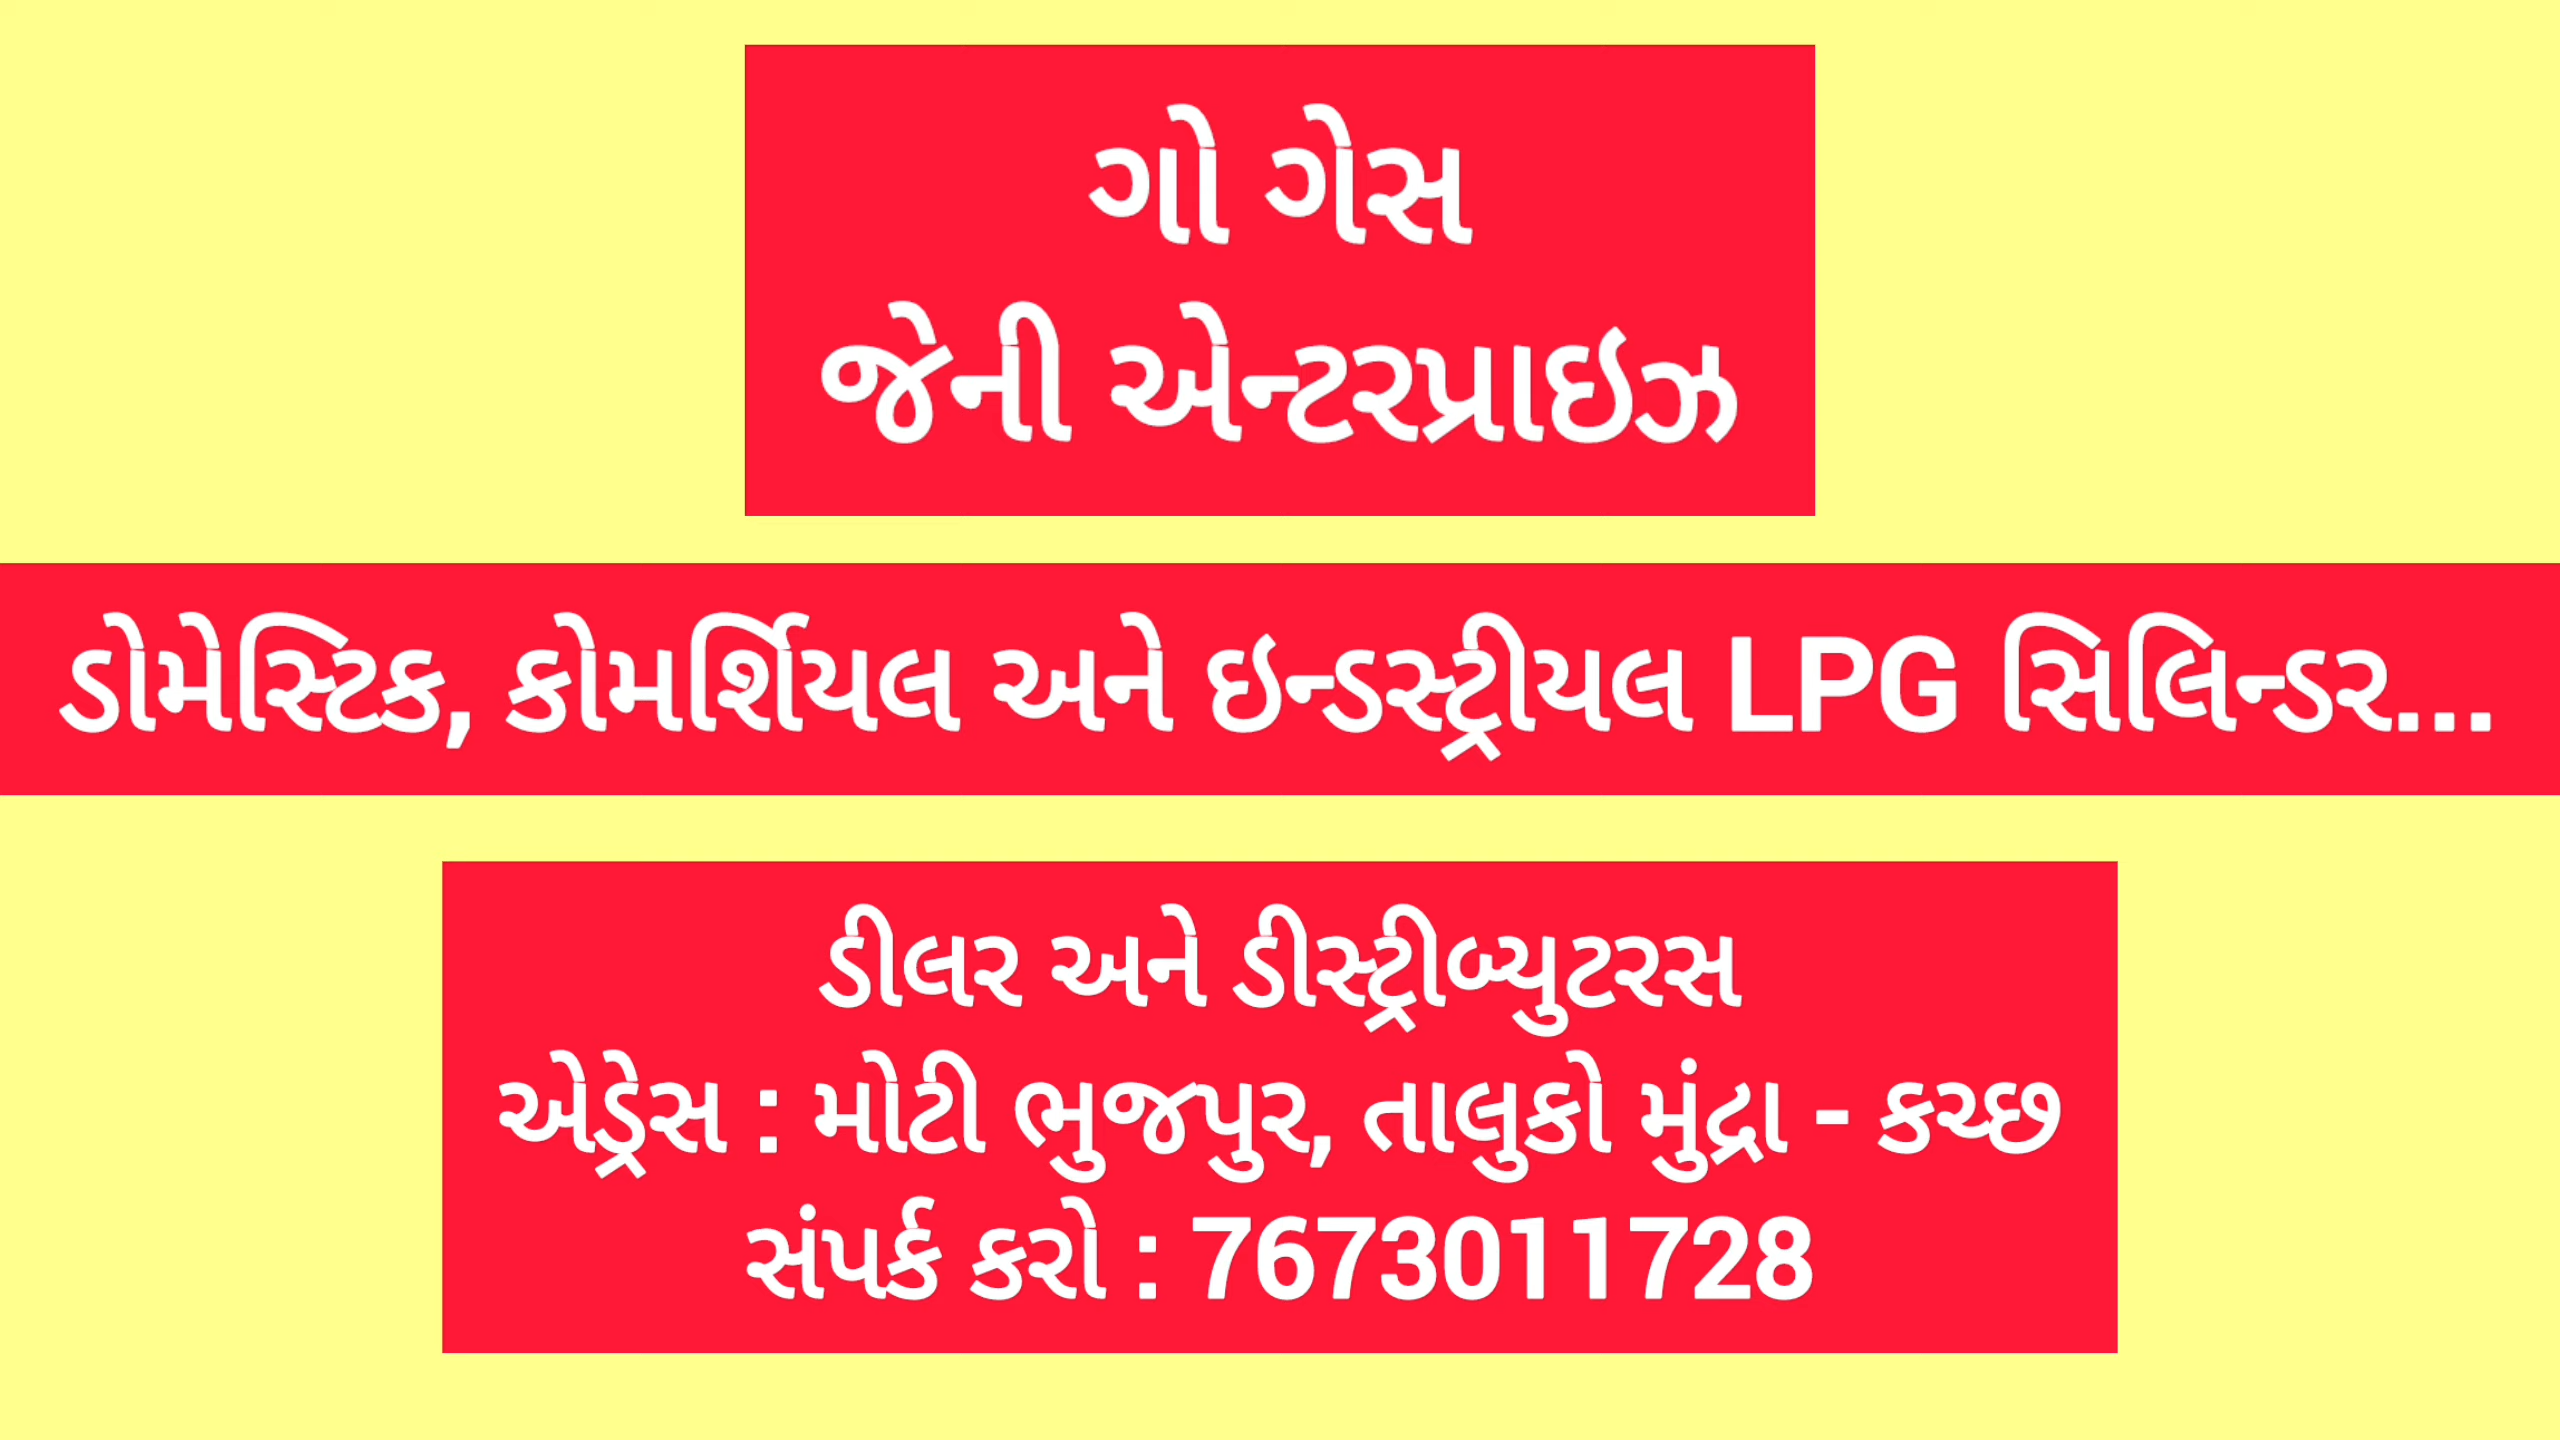 ગો ગેસ
જેની એન્ટરપ્રાઇઝ
ડોમેસ્ટિક, કોમર્શિયલ અને ઇન્ડસ્ટ્રીયલ LPG સિલિન્ડર...
ડીલર અને ડીસ્ટ્રીબ્યુટરસ
એડ્રેસ : મોટી ભુજપુર, તાલુકો મુંદ્રા - કચ્છ
સંપર્ક કરો : 7673011728